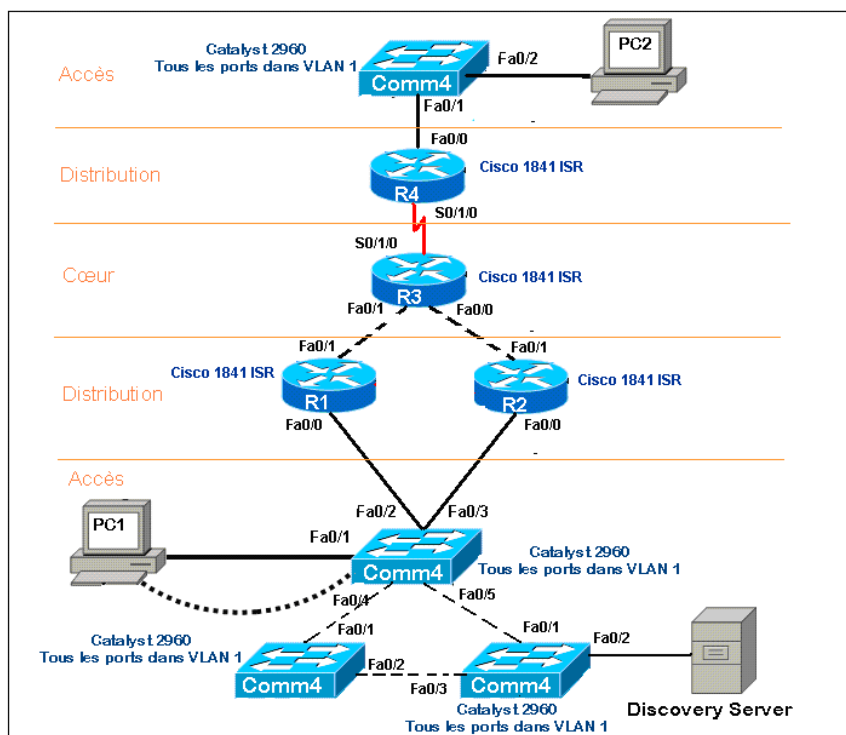 Catalyst 2960
Tous les ports dans VLAN 1
Fa0/2
PC2
Accès
Comm4
Fa0/1
Fa0/0
Distribution
Cisco 1841 ISR
R4
S0/1/0
S0/1/0
Cœur
Cisco 1841 ISR
R3
Fa0/1
Fa0/0
Fa0/1
Fa0/1
Cisco 1841 ISR
Cisco 1841 ISR
Distribution
R1
R2
Fa0/0
Fa0/0
Accès
Fa0/2
Fa0/3
PC1
Fa0/1
Catalyst 2960
Tous les ports dans VLAN 1
Comm4
Fa0/4
Fa0/5
Catalyst 2960
Tous les ports dans VLAN 1
Fa0/1
Fa0/1
Fa0/2
Fa0/2
Comm4
Fa0/3
Comm4
Catalyst 2960
Tous les ports dans VLAN 1
Discovery Server